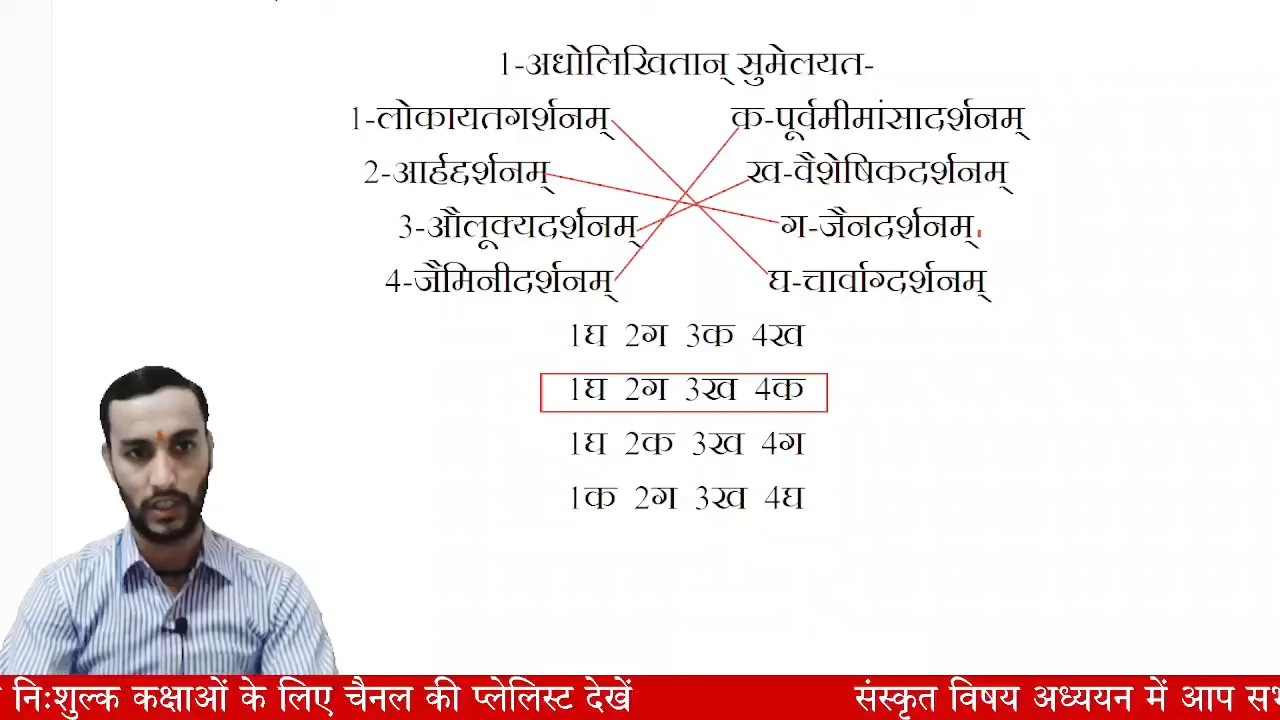 1-अधोलिखितान् सुमेलयत-
1-लोकायतगर्शनम् क-पूर्वमीमांसादर्शनम्
2-आर्हद्दर्शनम् ख-वैशेषिकदर्शनम्
3-औलूक्यदर्शनम् ग-जैनदर्शनम्
4-जैमिनीदर्शनम् घ-चार्वाग्दर्शनम्
1घ 2ग 3क 4ख
1घ 2ग 3ख 4क
1घ 2क 3ख 4ग
1क 2ग 3ख 4घ
निःशुल्क कक्षाओं के लिए चैनल की प्लेलिस्ट देखें संस्कृत विषय अध्ययन में आप